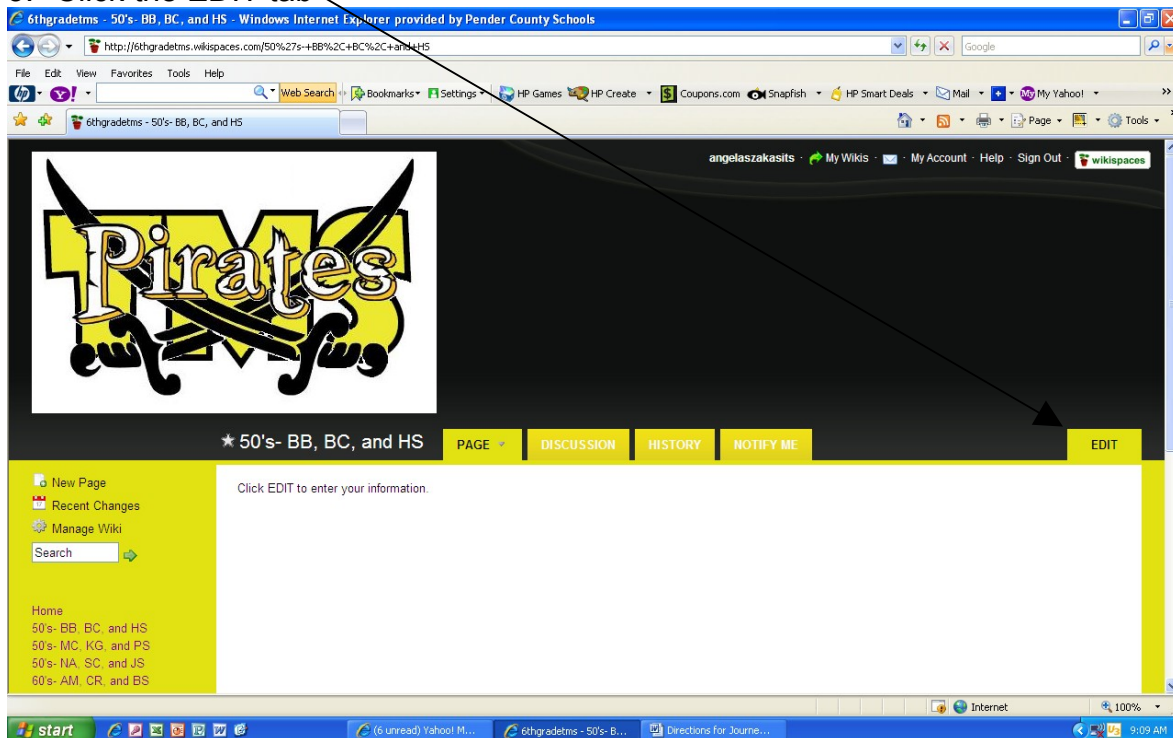 Click the EDIT tab
6thgradetms - 50's- BB, BC, and HS - Windows Internet Explorer provided by Pender County Schools
http://6thgradetms.wikispaces.com/50%27s-+BB%2C+BC%2C+and+HS
Google
File Edit View Favorites Tools Help
Web Search Bookmarks Settings HP Games HP Create Coupons.com Snapfish HP Smart Deals Mail My Yahoo! »
6thgradetms - 50's- BB, BC, and HS Page Tools
angelaszakasits · My Wikis · · My Account · Help · Sign Out · wikispaces
TMS
Pirates
50's- BB, BC, and HS PAGE DISCUSSION HISTORY NOTIFY ME EDIT
New Page
Click EDIT to enter your information.
Recent Changes
Manage Wiki
Search
Home
50's- BB, BC, and HS
50's- MC, KG, and PS
50's- NA, SC, and JS
60's- AM, CR, and BS
Internet 100%
start (6 unread) Yahoo! M... 6thgradetms - 50's- B... Directions for Journe... 9:09 AM